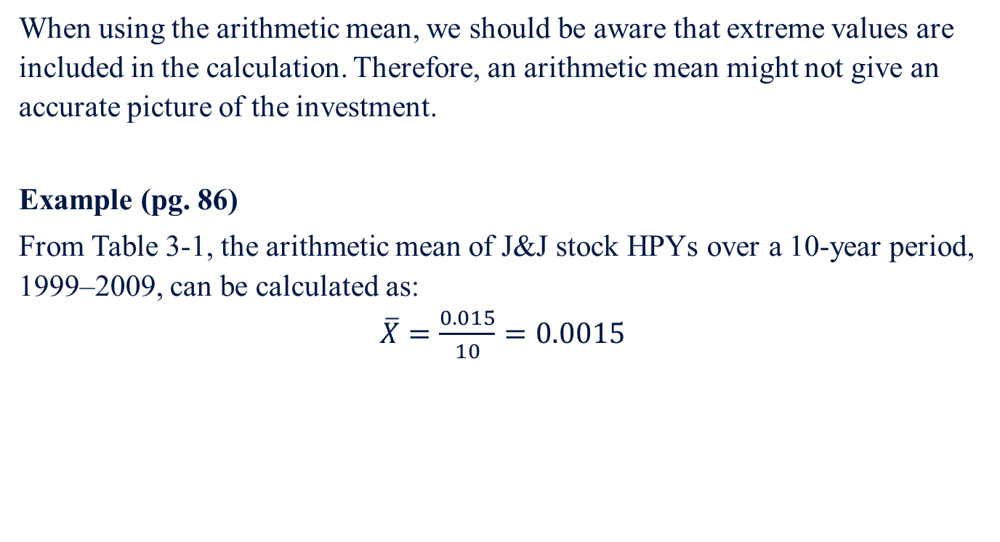 When using the arithmetic mean, we should be aware that extreme values are
included in the calculation. Therefore, an arithmetic mean might not give an
accurate picture of the investment.
Example (pg. 86)
From Table 3-1, the arithmetic mean of J&J stock HPYs over a 10-year period,
1999–2009, can be calculated as:
X̄ = 0.015/10 = 0.0015